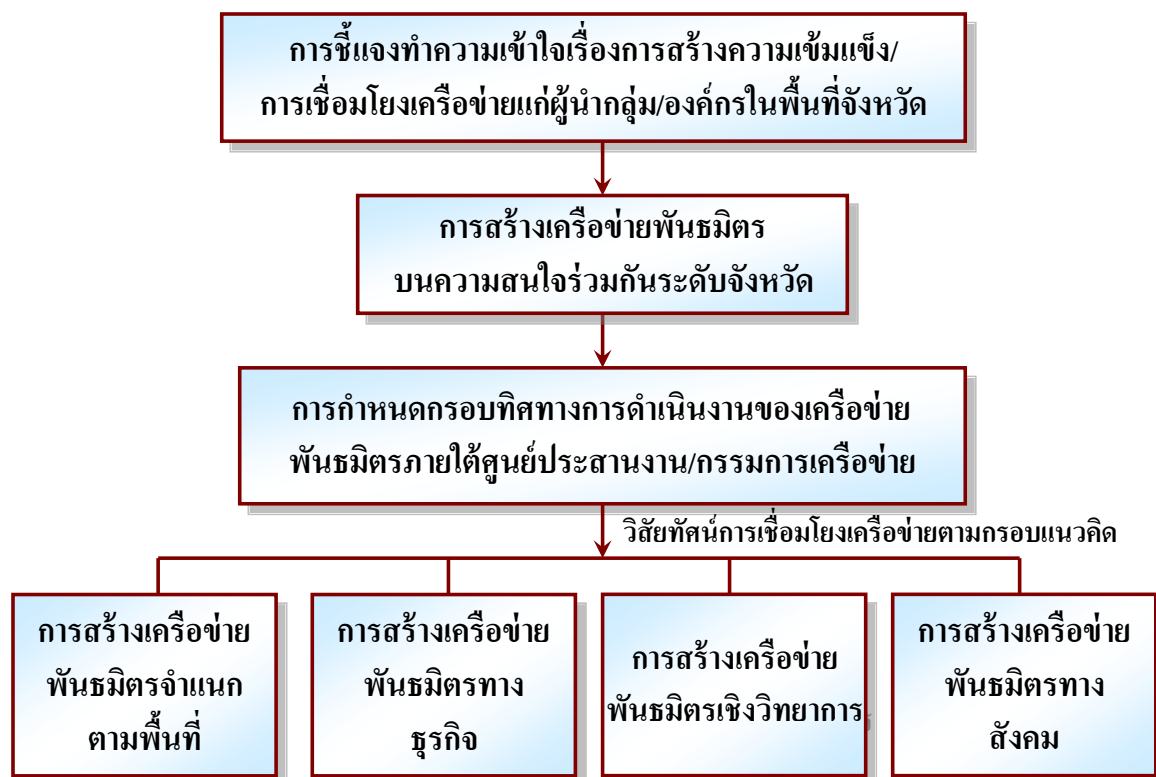 การชี้แจงทำความเข้าใจเรื่องการสร้างความเข้มแข็ง/
การเชื่อมโยงเครือข่ายแก่ผู้นำกลุ่ม/องค์กรในพื้นที่จังหวัด
การสร้างเครือข่ายพันธมิตร
บนความสนใจร่วมกันระดับจังหวัด
การกำหนดกรอบทิศทางการดำเนินงานของเครือข่าย
พันธมิตรภายใต้ศูนย์ประสานงาน/กรรมการเครือข่าย
วิสัยทัศน์การเชื่อมโยงเครือข่ายตามกรอบแนวคิด
การสร้างเครือข่าย
พันธมิตรจำแนก
ตามพื้นที่
การสร้างเครือข่าย
พันธมิตรทาง
ธุรกิจ
การสร้างเครือข่าย
พันธมิตรเชิงวิทยาการ
การสร้างเครือข่าย
พันธมิตรทาง
สังคม